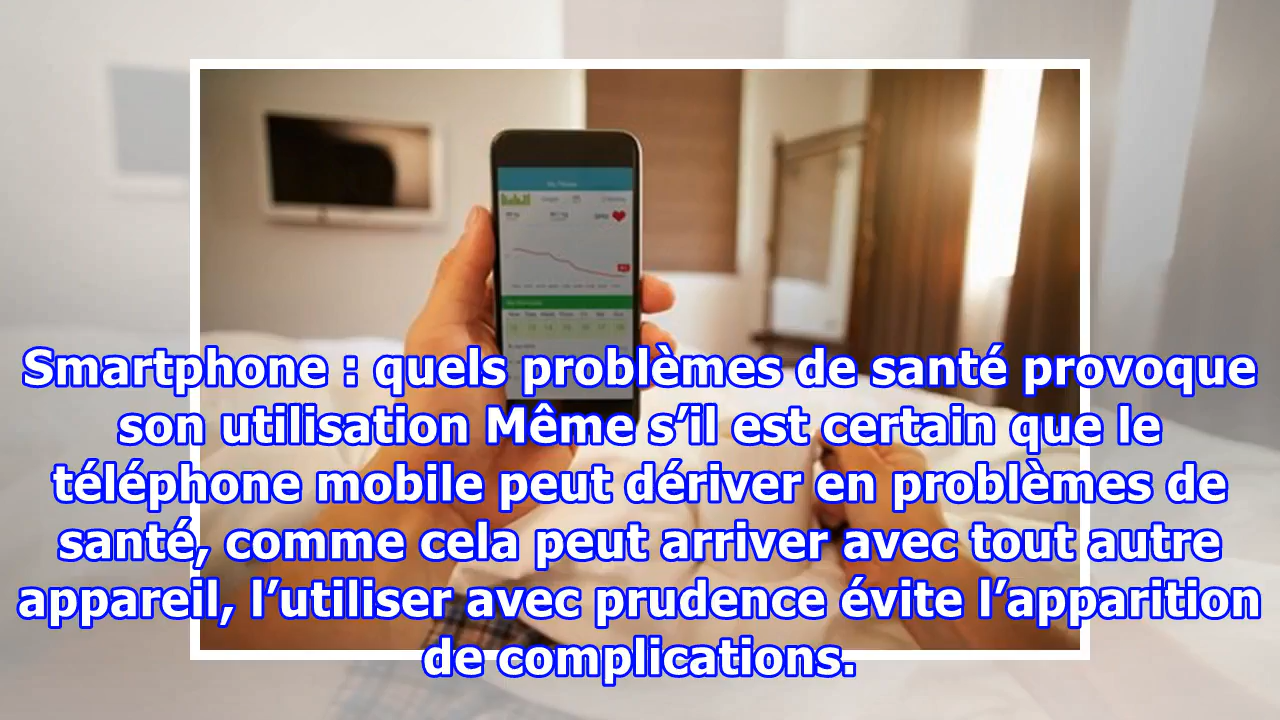 Smartphone : quels problèmes de santé provoque
son utilisation Même s’il est certain que le
téléphone mobile peut dériver en problèmes de
santé, comme cela peut arriver avec tout autre
appareil, l’utiliser avec prudence évite l’apparition
de complications.